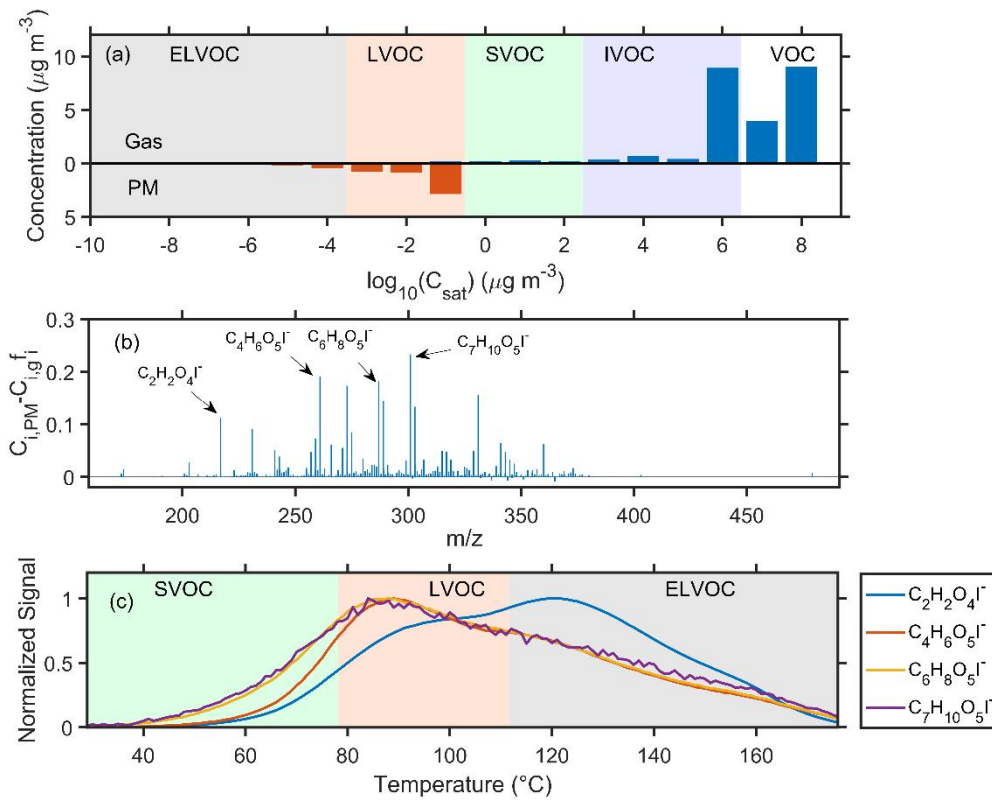 (a) ELVOC LVOC SVOC IVOC VOC
Concentration (μg m⁻³)
10
5
0
5
Gas
PM
-10 -8 -6 -4 -2 0 2 4 6 8
log₁₀(C_sat) (μg m⁻³)
(b)
C_i,PM-C_i,gf_i
0.3
0.2
0.1
0
C₂H₂O₄I⁻
C₄H₆O₅I⁻
C₆H₈O₅I⁻
C₇H₁₀O₅I⁻
200 250 300 350 400 450
m/z
(c) SVOC LVOC ELVOC
Normalized Signal
1
0.5
0
40 60 80 100 120 140 160
Temperature (°C)
C₂H₂O₄I⁻
C₄H₆O₅I⁻
C₆H₈O₅I⁻
C₇H₁₀O₅I⁻